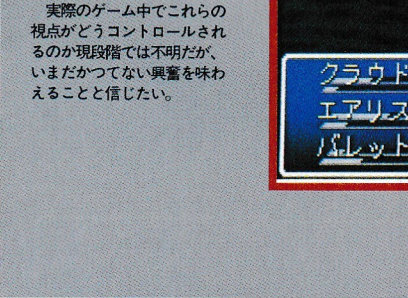 実際のゲーム中でこれらの
視点がどうコントロールされ
るのか現段階では不明だが、
いまだかつてない興奮を味わ
えることと信じたい。
クラウド
エアリス
バレット